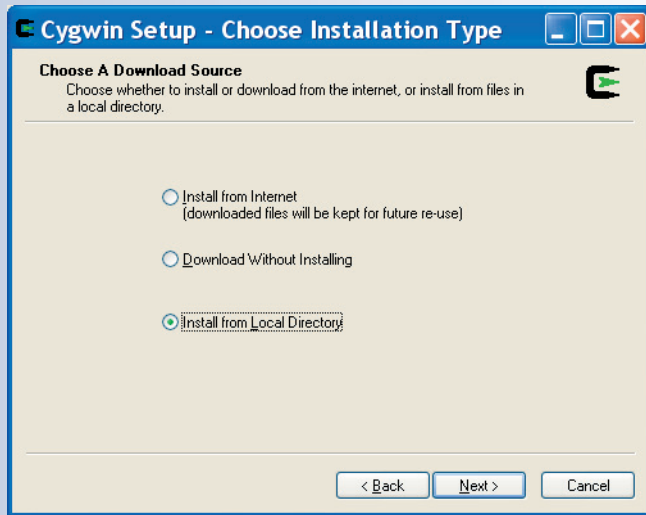 Cygwin Setup - Choose Installation Type
Choose A Download Source
Choose whether to install or download from the internet, or install from files in
a local directory.
Install from Internet
(downloaded files will be kept for future re-use)
Download Without Installing
Install from Local Directory
< Back
Next >
Cancel